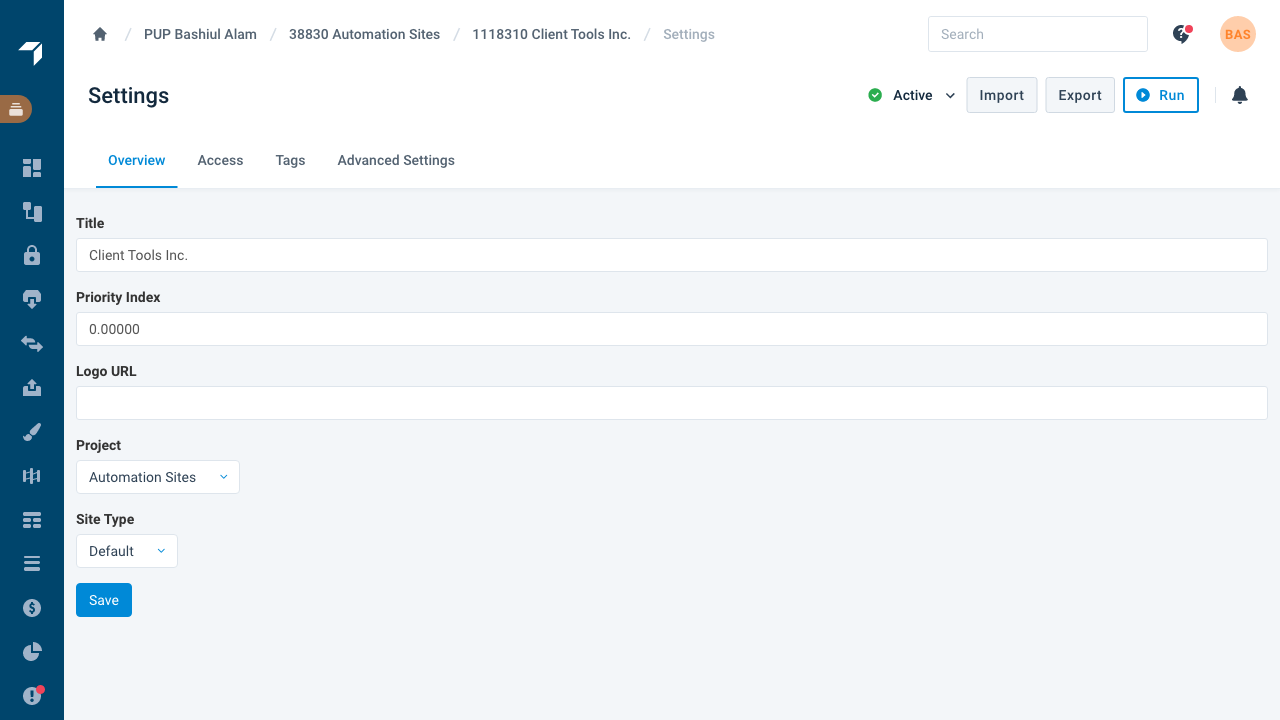 PUP Bashiul Alam / 38830 Automation Sites / 1118310 Client Tools Inc. / Settings
Search
BAS
Settings
Active
Import
Export
Run
Overview
Access
Tags
Advanced Settings
Title
Client Tools Inc.
Priority Index
0.00000
Logo URL
Project
Automation Sites
Site Type
Default
Save